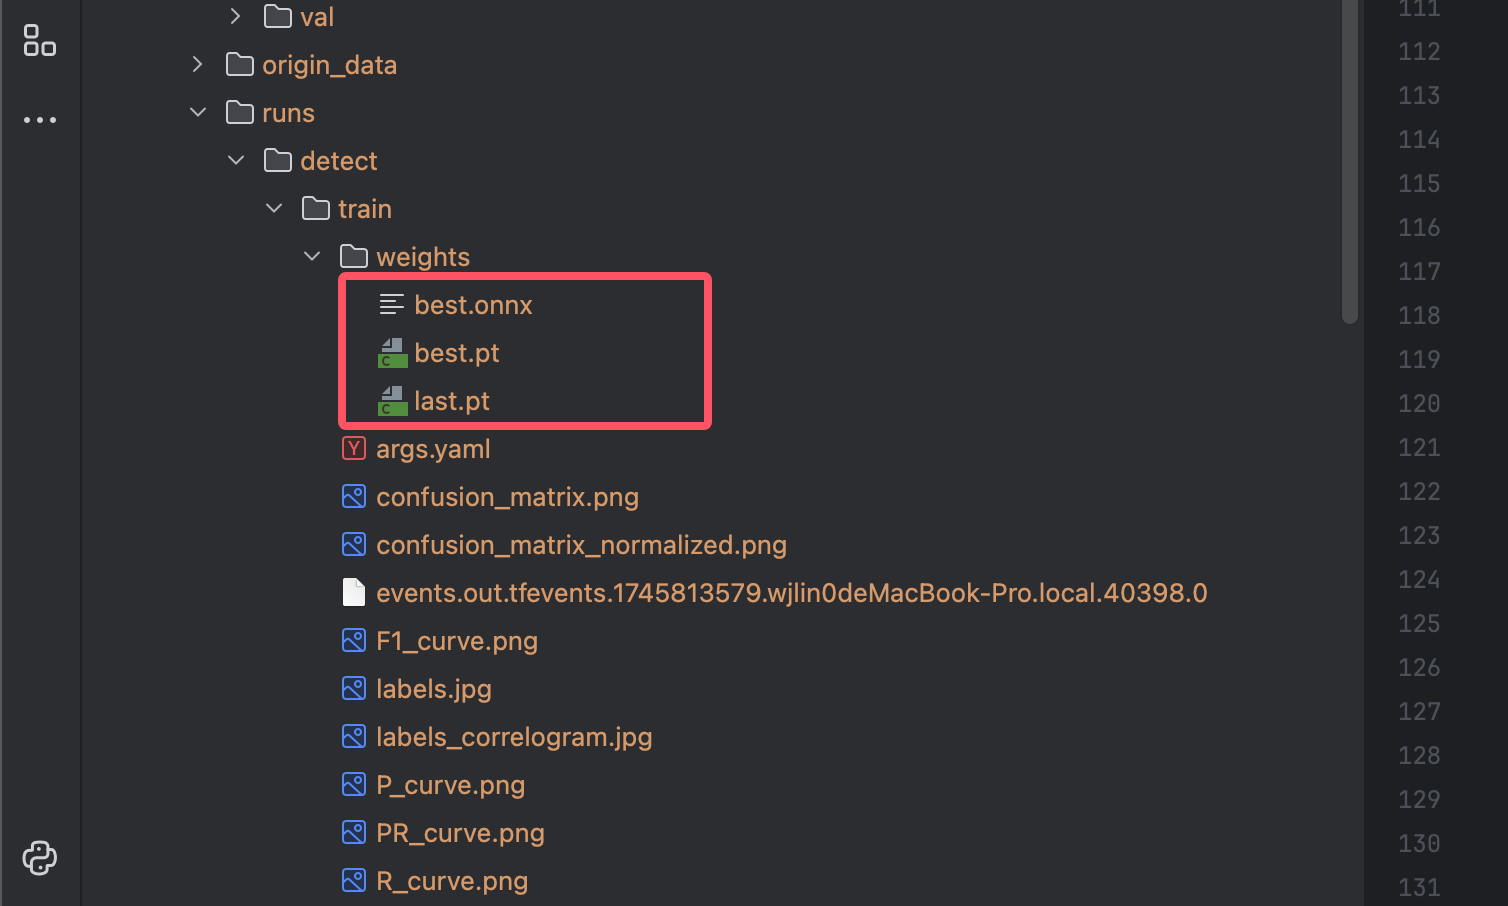 val
origin_data
runs
detect
train
weights
best.onnx
C best.pt
C last.pt
Y args.yaml
confusion_matrix.png
confusion_matrix_normalized.png
events.out.tfevents.1745813579.wjlin0deMacBook-Pro.local.40398.0
F1_curve.png
labels.jpg
labels_correlogram.jpg
P_curve.png
PR_curve.png
R_curve.png
111
112
113
114
115
116
117
118
119
120
121
122
123
124
125
126
127
128
129
130
131